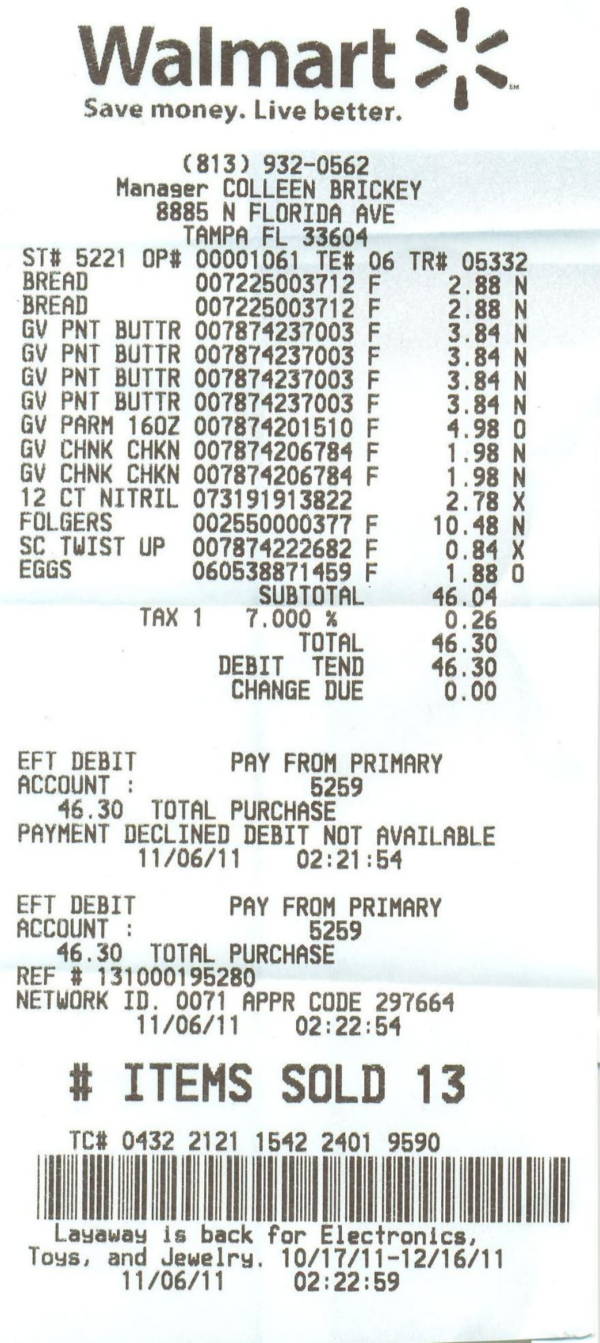 Walmart
SM
Save money. Live better.
(813) 932-0562
Manager COLLEEN BRICKEY
8885 N FLORIDA AVE
TAMPA FL 33604
ST# 5221 OP# 00001061 TE# 06 TR# 05332
BREAD 007225003712 F 2.88 N
BREAD 007225003712 F 2.88 N
GV PNT BUTTR 007874237003 F 3.84 N
GV PNT BUTTR 007874237003 F 3.84 N
GV PNT BUTTR 007874237003 F 3.84 N
GV PNT BUTTR 007874237003 F 3.84 N
GV PARM 16OZ 007874201510 F 4.98 O
GV CHNK CHKN 007874206784 F 1.98 N
GV CHNK CHKN 007874206784 F 1.98 N
12 CT NITRIL 073191913822 2.78 X
FOLGERS 002550000377 F 10.48 N
SC TWIST UP 007874222682 F 0.84 X
EGGS 060538871459 F 1.88 O
SUBTOTAL 46.04
TAX 1 7.000 % 0.26
TOTAL 46.30
DEBIT TEND 46.30
CHANGE DUE 0.00
EFT DEBIT PAY FROM PRIMARY
ACCOUNT : 5259
46.30 TOTAL PURCHASE
PAYMENT DECLINED DEBIT NOT AVAILABLE
11/06/11 02:21:54
EFT DEBIT PAY FROM PRIMARY
ACCOUNT : 5259
46.30 TOTAL PURCHASE
REF # 131000195280
NETWORK ID. 0071 APPR CODE 297664
11/06/11 02:22:54
# ITEMS SOLD 13
TC# 0432 2121 1542 2401 9590
Layaway is back for Electronics,
Toys, and Jewelry. 10/17/11-12/16/11
11/06/11 02:22:59